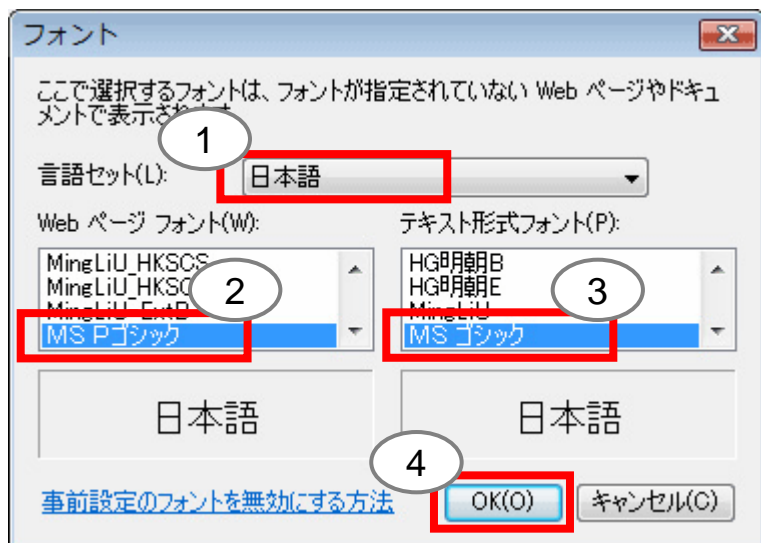 フォント
ここで選択するフォントは、フォントが指定されていない Web ページやドキュ
メントで表示さ
1
言語セット(L):
日本語
Web ページ フォント(W):
テキスト形式フォント(P):
MingLiU_HKSCS
MingLiU_HKSC
2
MS Pゴシック
HG明朝B
HG明朝E
MingLiU
3
MS ゴシック
日本語
日本語
4
事前設定のフォントを無効にする方法
OK(O)
キャンセル(C)